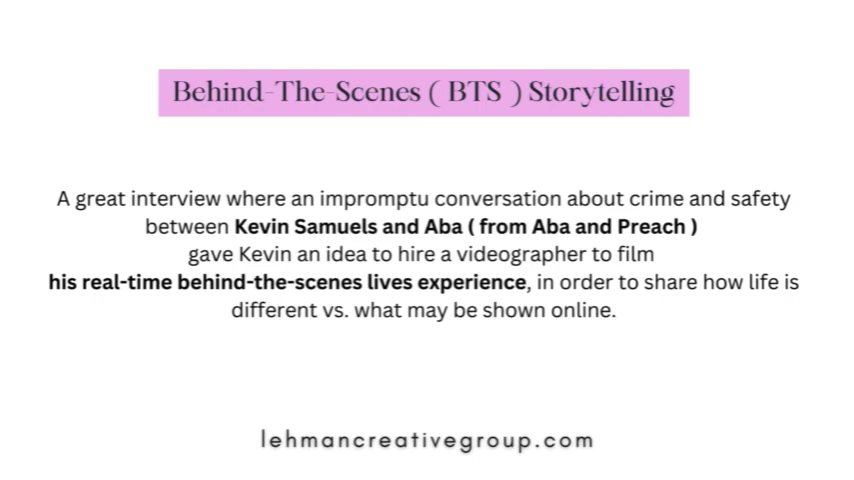 Behind-The-Scenes ( BTS ) Storytelling
A great interview where an impromptu conversation about crime and safety
between Kevin Samuels and Aba ( from Aba and Preach )
gave Kevin an idea to hire a videographer to film
his real-time behind-the-scenes lives experience, in order to share how life is
different vs. what may be shown online.
lehmancreativegroup.com